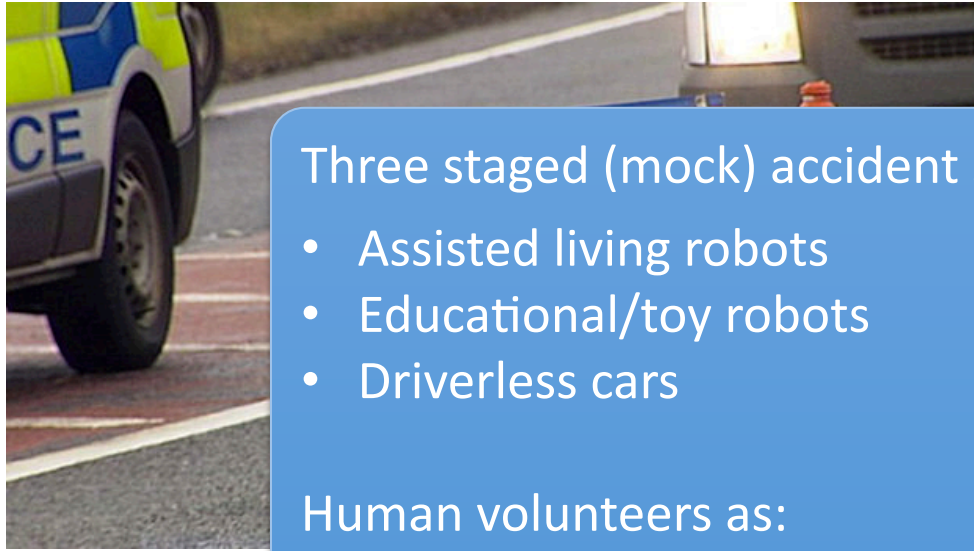 CE
Three staged (mock) accident
• Assisted living robots
• Educational/toy robots
• Driverless cars
Human volunteers as: